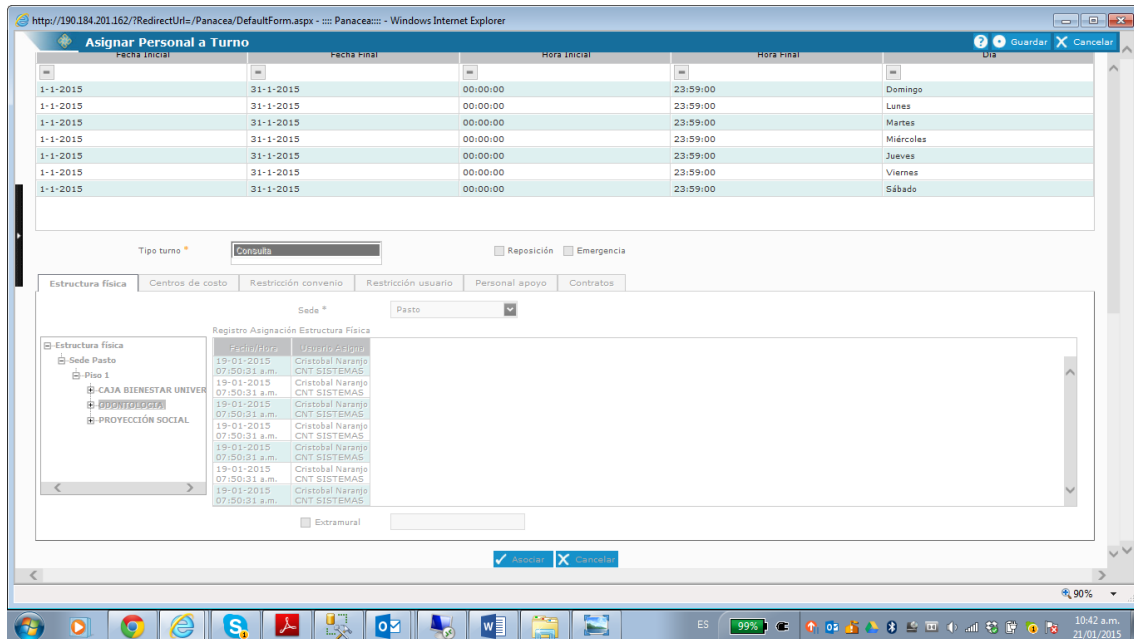 http://190.184.201.162/?RedirectUrl=/Panacea/DefaultForm.aspx - :::: Panacea:::: - Windows Internet Explorer
Asignar Personal a Turno
Guardar Cancelar
Fecha Inicial Fecha Final Hora Inicial Hora Final Dia
= = = = =
1-1-2015 31-1-2015 00:00:00 23:59:00 Domingo
1-1-2015 31-1-2015 00:00:00 23:59:00 Lunes
1-1-2015 31-1-2015 00:00:00 23:59:00 Martes
1-1-2015 31-1-2015 00:00:00 23:59:00 Miércoles
1-1-2015 31-1-2015 00:00:00 23:59:00 Jueves
1-1-2015 31-1-2015 00:00:00 23:59:00 Viernes
1-1-2015 31-1-2015 00:00:00 23:59:00 Sábado
Tipo turno * Consulta Reposición Emergencia
Estructura física Centros de costo Restricción convenio Restricción usuario Personal apoyo Contratos
Sede * Pasto
Registro Asignación Estructura Física
Estructura física
Sede Pasto
Piso 1
CAJA BIENESTAR UNIVER
ODONTOLOGIA
PROYECCIÓN SOCIAL
Fecha/Hora Usuario Asigna
19-01-2015 Cristobal Naranjo
07:50:31 a.m. CNT SISTEMAS
19-01-2015 Cristobal Naranjo
07:50:31 a.m. CNT SISTEMAS
19-01-2015 Cristobal Naranjo
07:50:31 a.m. CNT SISTEMAS
19-01-2015 Cristobal Naranjo
07:50:31 a.m. CNT SISTEMAS
19-01-2015 Cristobal Naranjo
07:50:31 a.m. CNT SISTEMAS
19-01-2015 Cristobal Naranjo
07:50:31 a.m. CNT SISTEMAS
19-01-2015 Cristobal Naranjo
07:50:31 a.m. CNT SISTEMAS
Extramural
Asociar Cancelar
90%
ES 99% 10:42 a.m.
21/01/2015